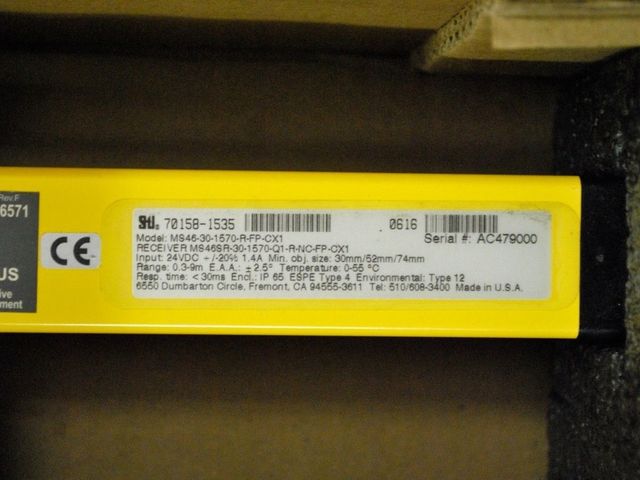 Rev.F
6571
CE
US
ive
ment
STI® 70158-1535
0616
Model: MS46-30-1570-R-FP-CX1
Serial #: AC479000
RECEIVER MS46SR-30-1570-Q1-R-NC-FP-CX1
Input: 24VDC +/-20% 1.4A Min. obj. size: 30mm/52mm/74mm
Range: 0.3-9m E.A.A.: ±2.5° Temperature: 0-55 °C
Resp. time: <30ms Encl.: IP 65 ESPE Type 4 Environmental: Type 12
6550 Dumbarton Circle, Fremont, CA 94555-3611 Tel: 510/608-3400 Made in U.S.A.